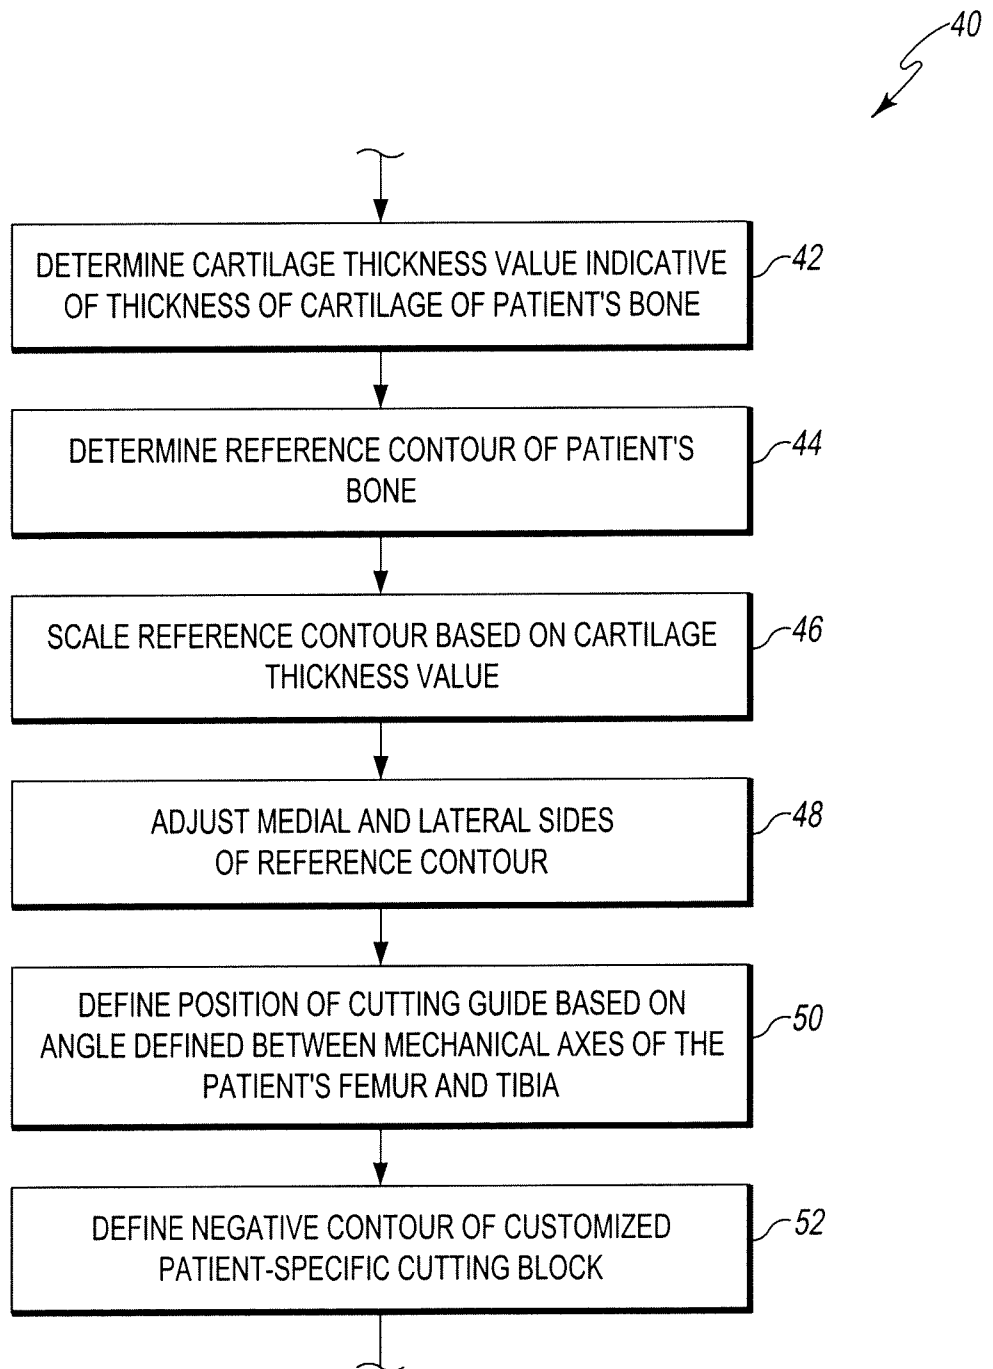 40
DETERMINE CARTILAGE THICKNESS VALUE INDICATIVE
OF THICKNESS OF CARTILAGE OF PATIENT'S BONE
42
DETERMINE REFERENCE CONTOUR OF PATIENT'S
BONE
44
SCALE REFERENCE CONTOUR BASED ON CARTILAGE
THICKNESS VALUE
46
ADJUST MEDIAL AND LATERAL SIDES
OF REFERENCE CONTOUR
48
DEFINE POSITION OF CUTTING GUIDE BASED ON
ANGLE DEFINED BETWEEN MECHANICAL AXES OF THE
PATIENT'S FEMUR AND TIBIA
50
DEFINE NEGATIVE CONTOUR OF CUSTOMIZED
PATIENT-SPECIFIC CUTTING BLOCK
52